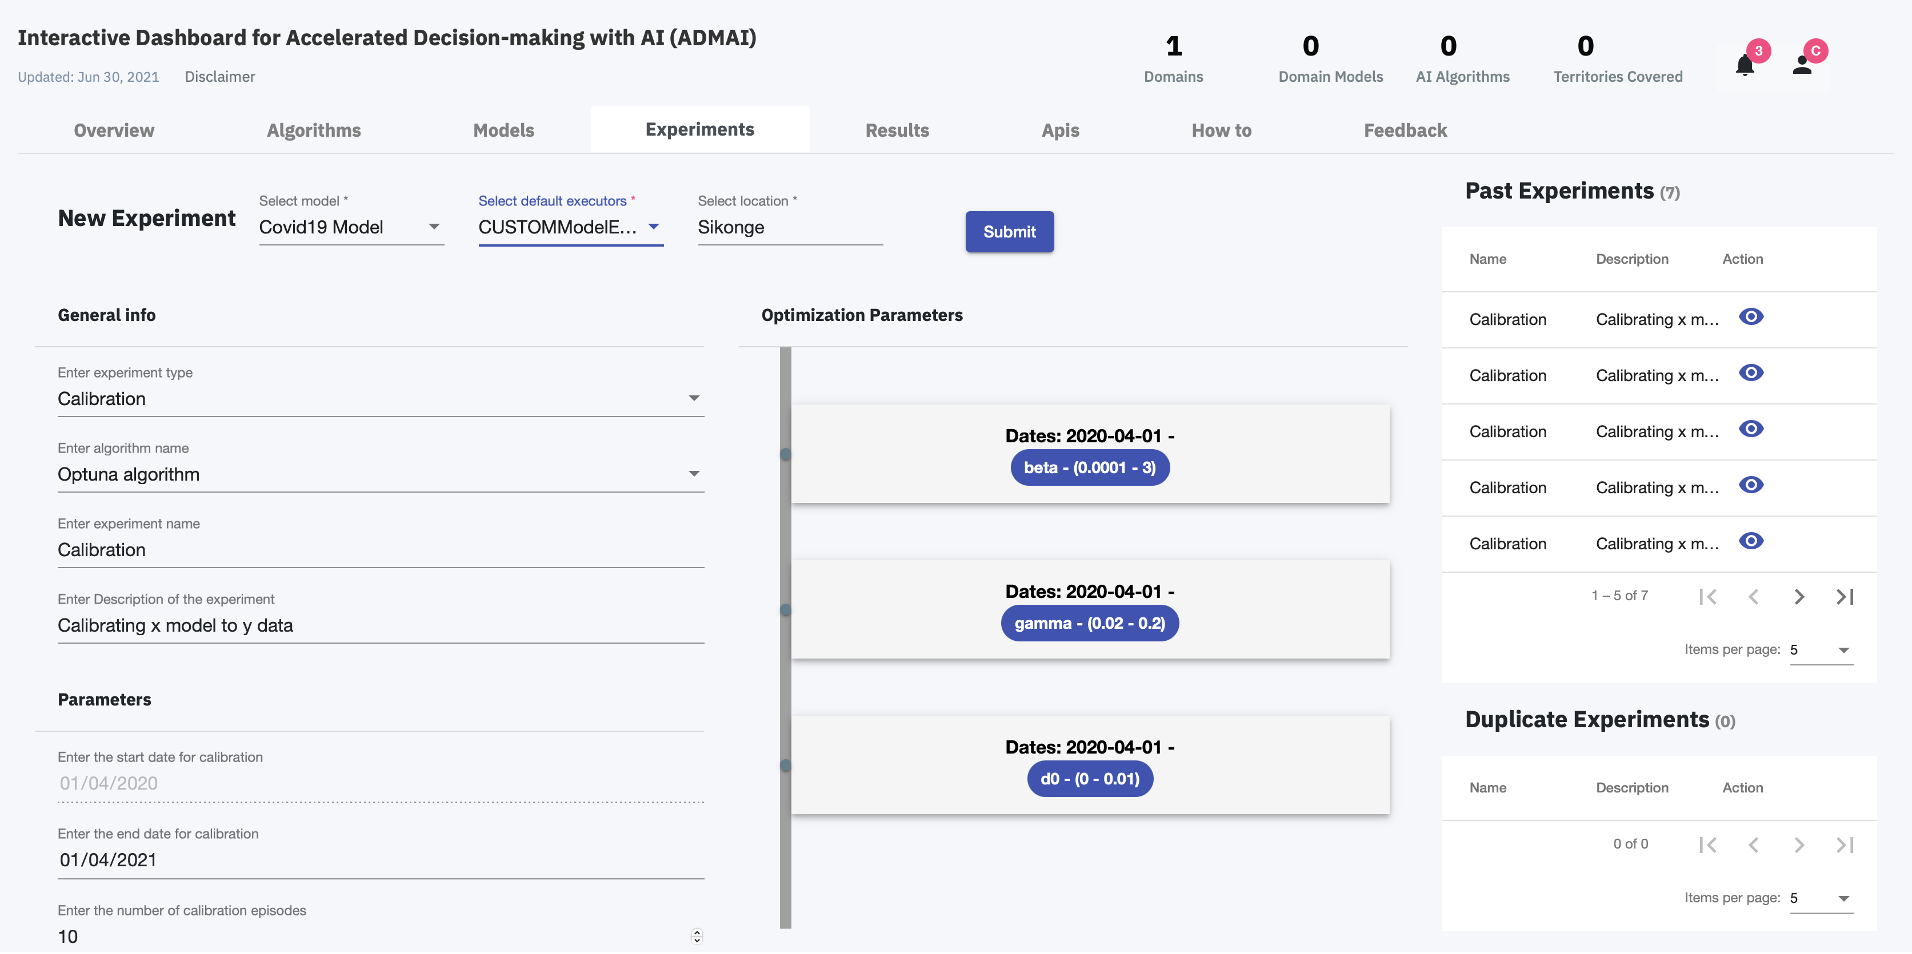 Interactive Dashboard for Accelerated Decision-making with AI (ADMAI)
Updated: Jun 30, 2021 Disclaimer
1 0 0 0
Domains Domain Models AI Algorithms Territories Covered
3 C
Overview Algorithms Models Experiments Results Apis How to Feedback
New Experiment
Select model *
Covid19 Model
Select default executors *
CUSTOMModelE...
Select location *
Sikonge
Submit
General info
Enter experiment type
Calibration
Enter algorithm name
Optuna algorithm
Enter experiment name
Calibration
Enter Description of the experiment
Calibrating x model to y data
Parameters
Enter the start date for calibration
01/04/2020
Enter the end date for calibration
01/04/2021
Enter the number of calibration episodes
10
Optimization Parameters
Dates: 2020-04-01 -
beta - (0.0001 - 3)
Dates: 2020-04-01 -
gamma - (0.02 - 0.2)
Dates: 2020-04-01 -
d0 - (0 - 0.01)
Past Experiments (7)
Name Description Action
Calibration Calibrating x m...
Calibration Calibrating x m...
Calibration Calibrating x m...
Calibration Calibrating x m...
Calibration Calibrating x m...
1 – 5 of 7
Items per page: 5
Duplicate Experiments (0)
Name Description Action
0 of 0
Items per page: 5